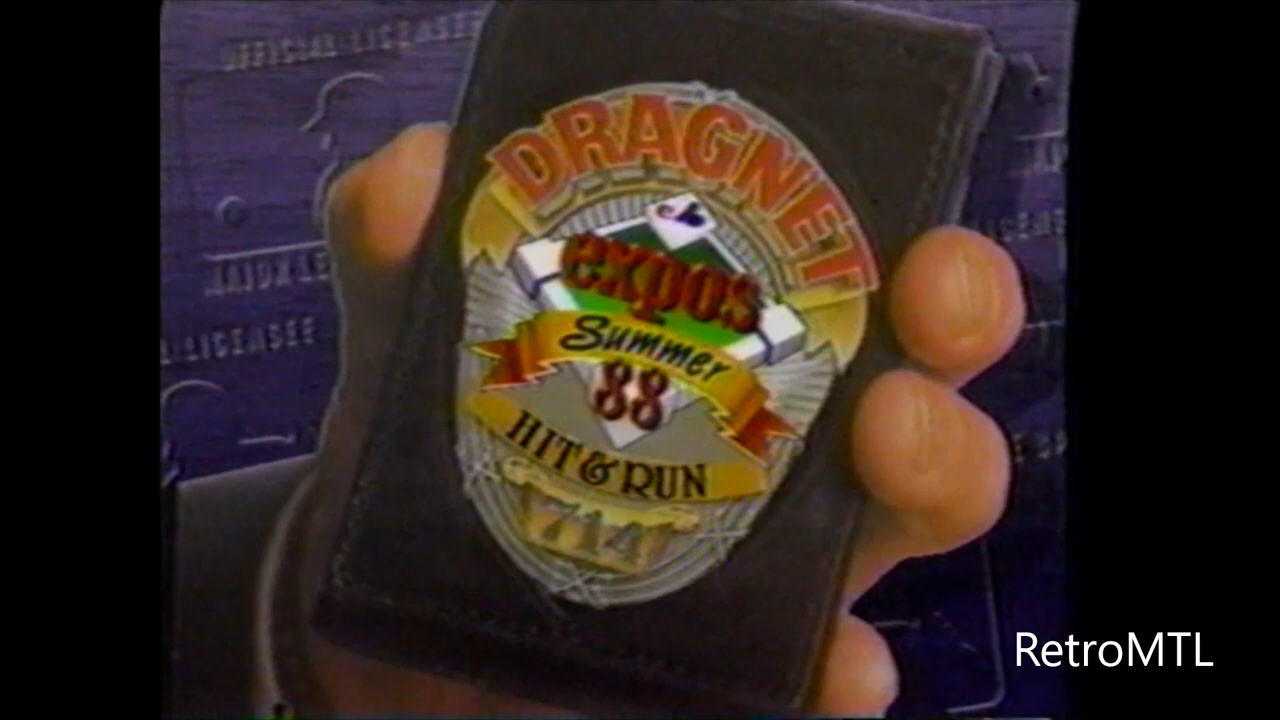 OFFICIAL LICENSEE
DRAGNET
expos
Summer
88
HIT & RUN
714
LICENSEE
RetroMTL